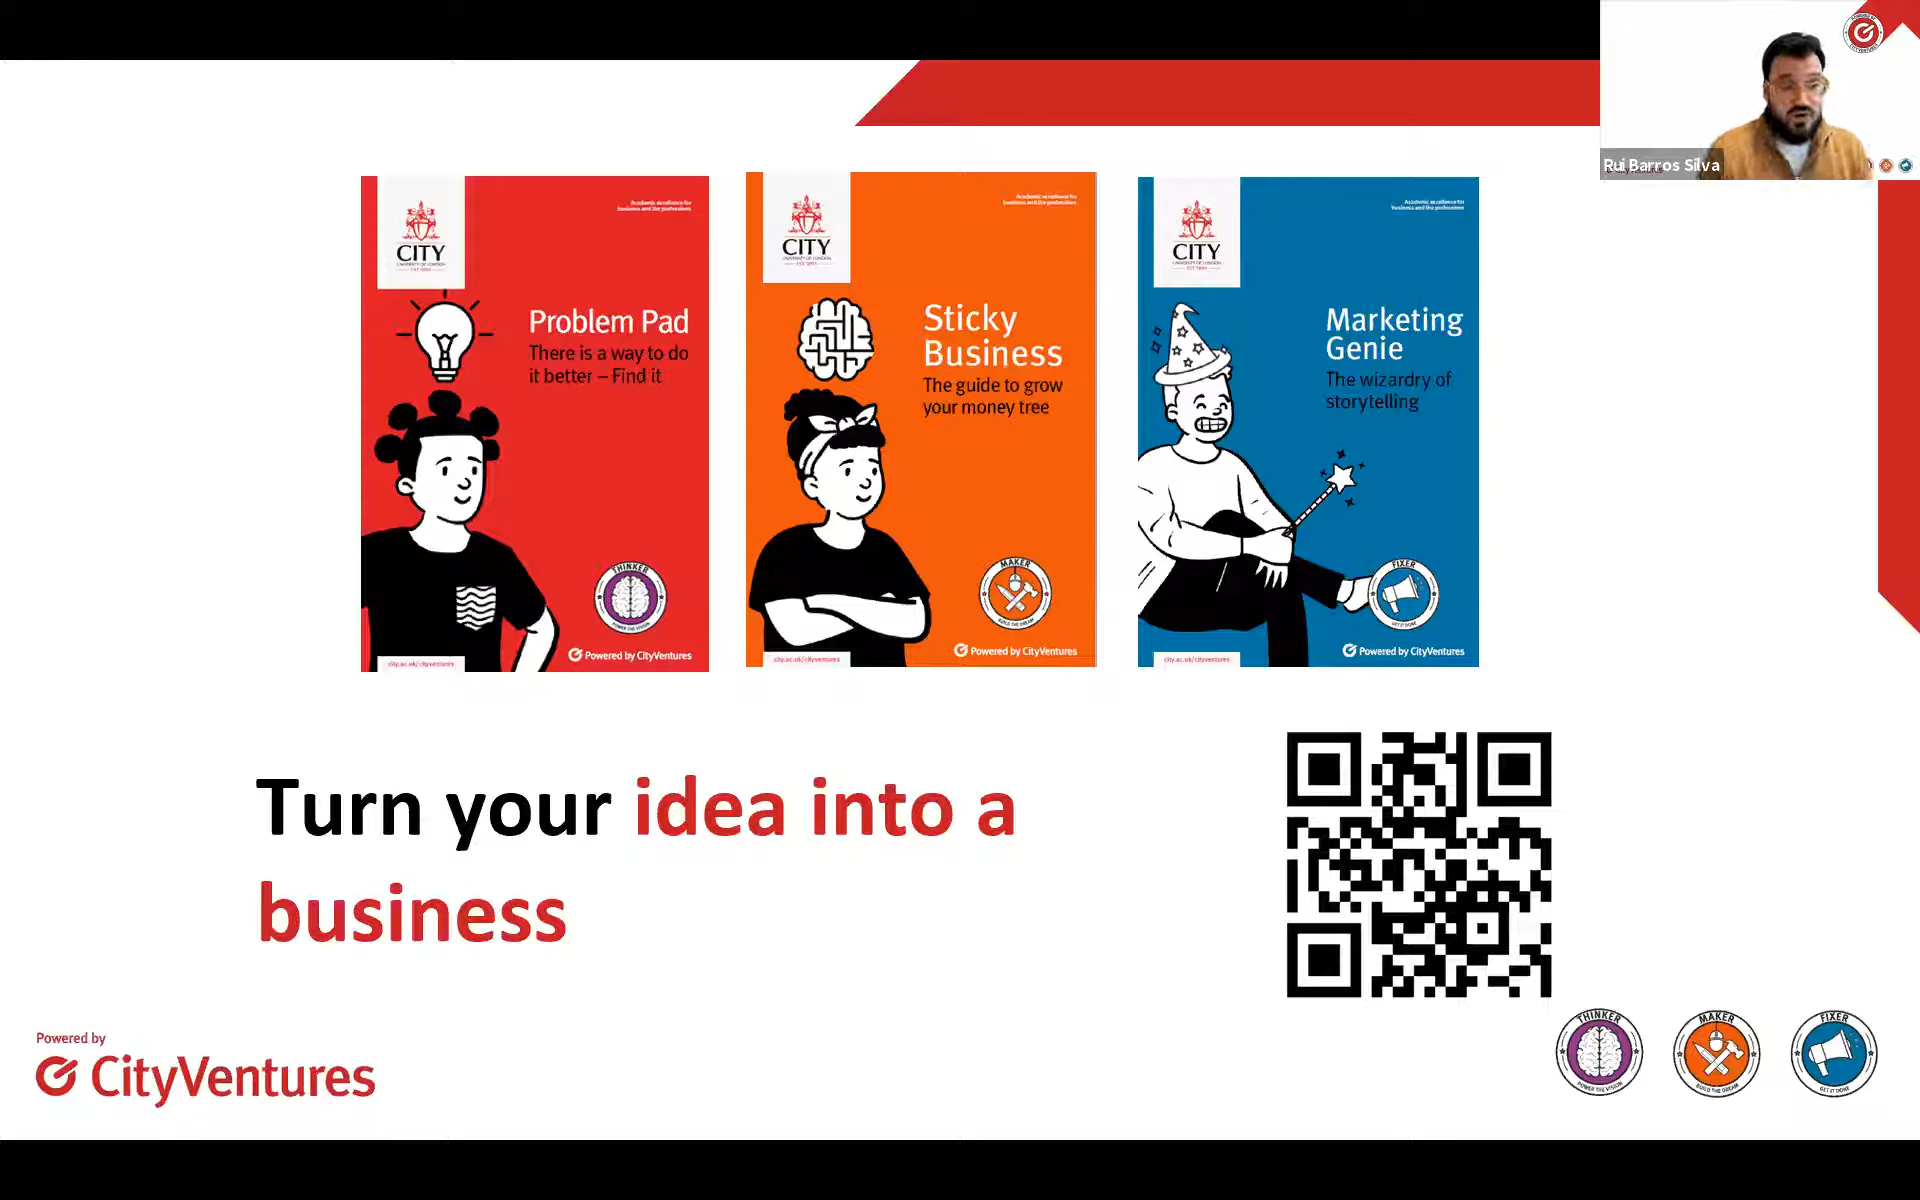 Rui Barros Silva
CITY
UNIVERSITY OF LONDON
EST 1894
Academic excellence for
business and the professions
Problem Pad
There is a way to do
it better – Find it
THINKER
POWER THE VISION
Powered by CityVentures
city.ac.uk/cityventures
CITY
UNIVERSITY OF LONDON
EST 1894
Academic excellence for
business and the professions
Sticky
Business
The guide to grow
your money tree
MAKER
BUILD THE DREAM
Powered by CityVentures
city.ac.uk/cityventures
CITY
UNIVERSITY OF LONDON
EST 1894
Academic excellence for
business and the professions
Marketing
Genie
The wizardry of
storytelling
FIXER
GET IT DONE
Powered by CityVentures
city.ac.uk/cityventures
Turn your idea into a
business
Powered by
CityVentures
THINKER
POWER THE VISION
MAKER
BUILD THE DREAM
FIXER
GET IT DONE